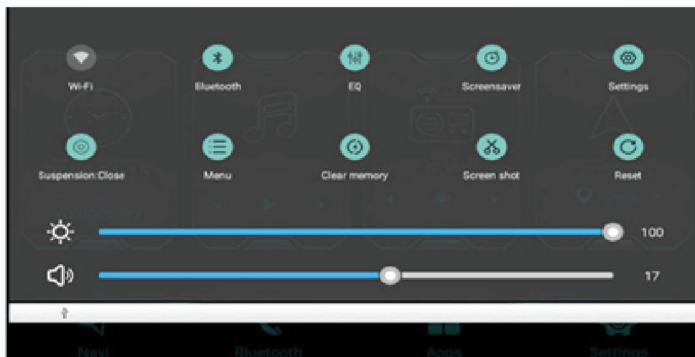 Wi-Fi
Bluetooth
EQ
Screensaver
Settings
Suspension:Close
Menu
Clear memory
Screen shot
Reset
100
17
Navi
Bluetooth
Apps
Settings